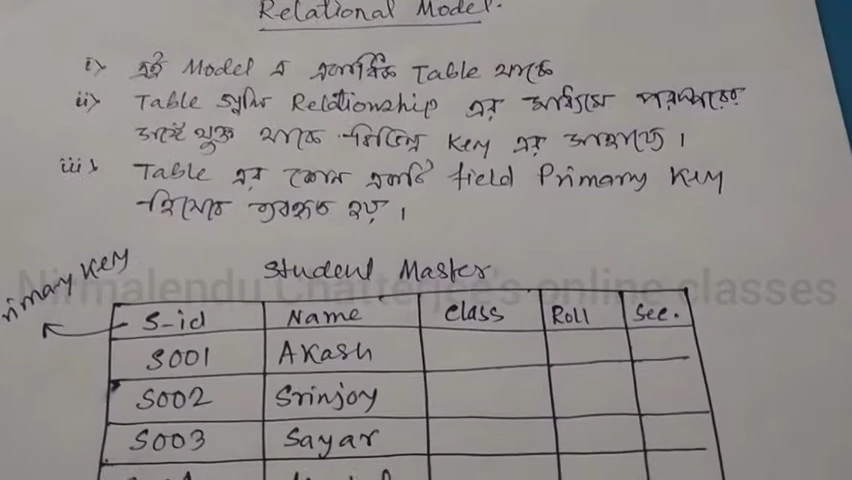 Relational Model.
i) এই Model এ একাধিক Table থাকে
ii) Table গুলি Relationship এর মাধ্যমে পরস্পরের
সাথে যুক্ত থাকে বিভিন্ন Key এর সাহায্যে।
iii) Table এর কোন একটি field Primary Key
হিসেবে ব্যবহৃত হয়।
Primary Key
Student Master
Nirmalendu Chatterjee's online classes
S-id Name Class Roll Sec.
S001 Akash
S002 Srinjoy
S003 Sayar